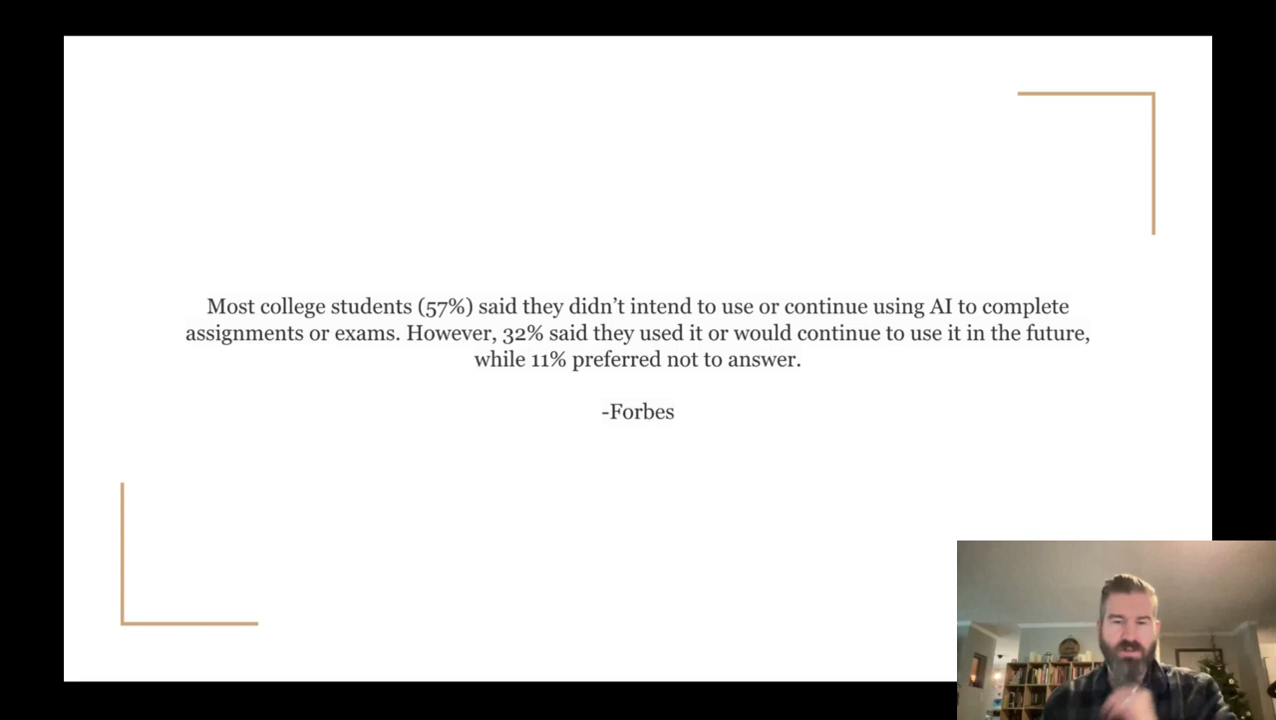 Most college students (57%) said they didn’t intend to use or continue using AI to complete
assignments or exams. However, 32% said they used it or would continue to use it in the future,
while 11% preferred not to answer.
-Forbes